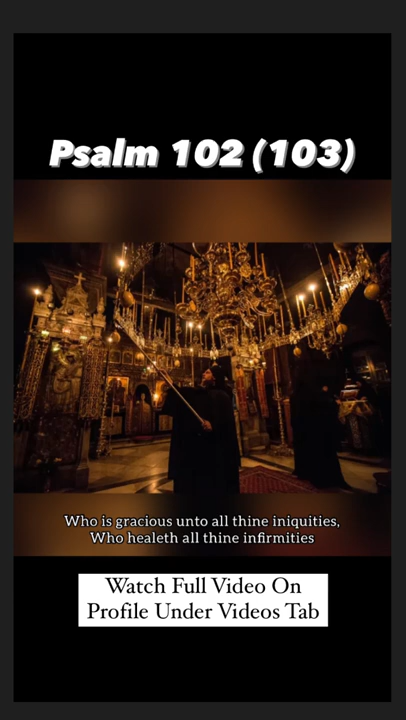 Psalm 102 (103)
Who is gracious unto all thine iniquities,
Who healeth all thine infirmities
Watch Full Video On
Profile Under Videos Tab